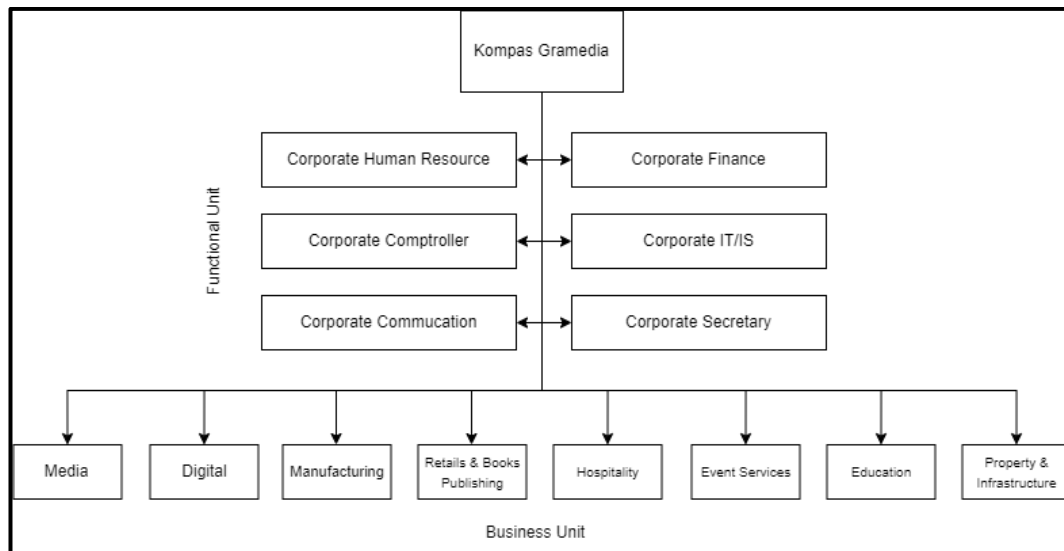 Kompas Gramedia
Corporate Human Resource
Corporate Finance
Functional Unit
Corporate Comptroller
Corporate IT/IS
Corporate Commucation
Corporate Secretary
Media
Digital
Manufacturing
Retails & Books
Publishing
Hospitality
Event Services
Education
Property &
Infrastructure
Business Unit